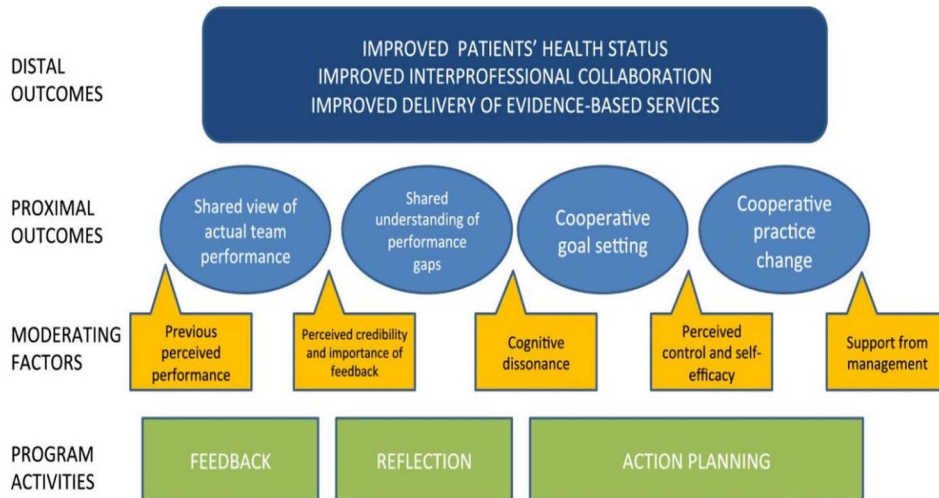 DISTAL
OUTCOMES
IMPROVED PATIENTS’ HEALTH STATUS
IMPROVED INTERPROFESSIONAL COLLABORATION
IMPROVED DELIVERY OF EVIDENCE-BASED SERVICES
PROXIMAL
OUTCOMES
Shared view of
actual team
performance
Shared
understanding of
performance
gaps
Cooperative
goal setting
Cooperative
practice
change
MODERATING
FACTORS
Previous
perceived
performance
Perceived credibility
and importance of
feedback
Cognitive
dissonance
Perceived
control and self-
efficacy
Support from
management
PROGRAM
ACTIVITIES
FEEDBACK
REFLECTION
ACTION PLANNING